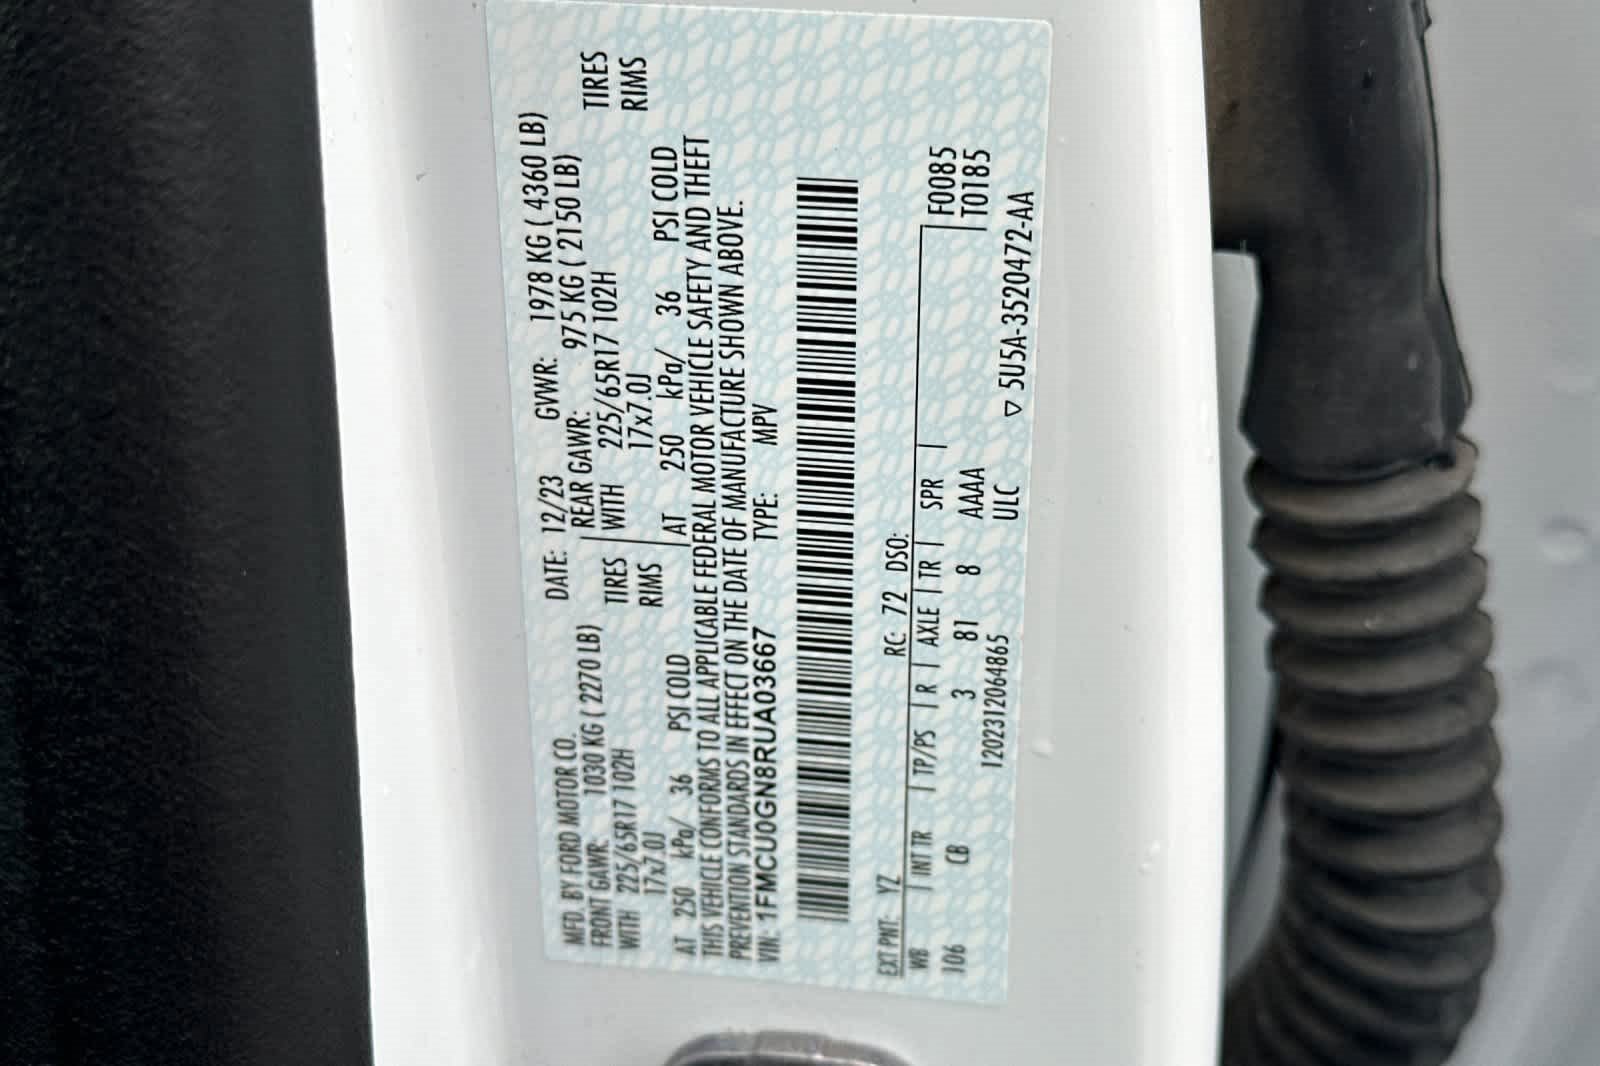 MFD. BY FORD MOTOR CO.
DATE: 12/23 GVWR: 1978 KG ( 4360 LB)
FRONT GAWR: 1030 KG ( 2270 LB) REAR GAWR: 975 KG ( 2150 LB)
WITH 225/65R17 102H TIRES WITH 225/65R17 102H TIRES
17x7.0J RIMS 17x7.0J RIMS
AT 250 kPa/ 36 PSI COLD AT 250 kPa/ 36 PSI COLD
THIS VEHICLE CONFORMS TO ALL APPLICABLE FEDERAL MOTOR VEHICLE SAFETY AND THEFT
PREVENTION STANDARDS IN EFFECT ON THE DATE OF MANUFACTURE SHOWN ABOVE.
VIN: 1FMCU0GN8RUA03667 TYPE: MPV
EXT PNT: YZ RC: 72 DSO: F0085
WB INT TR TP/PS R AXLE TR SPR T0185
106 CB 3 81 8 AAAA
1202312064865 ULC ▽ 5U5A-3520472-AA